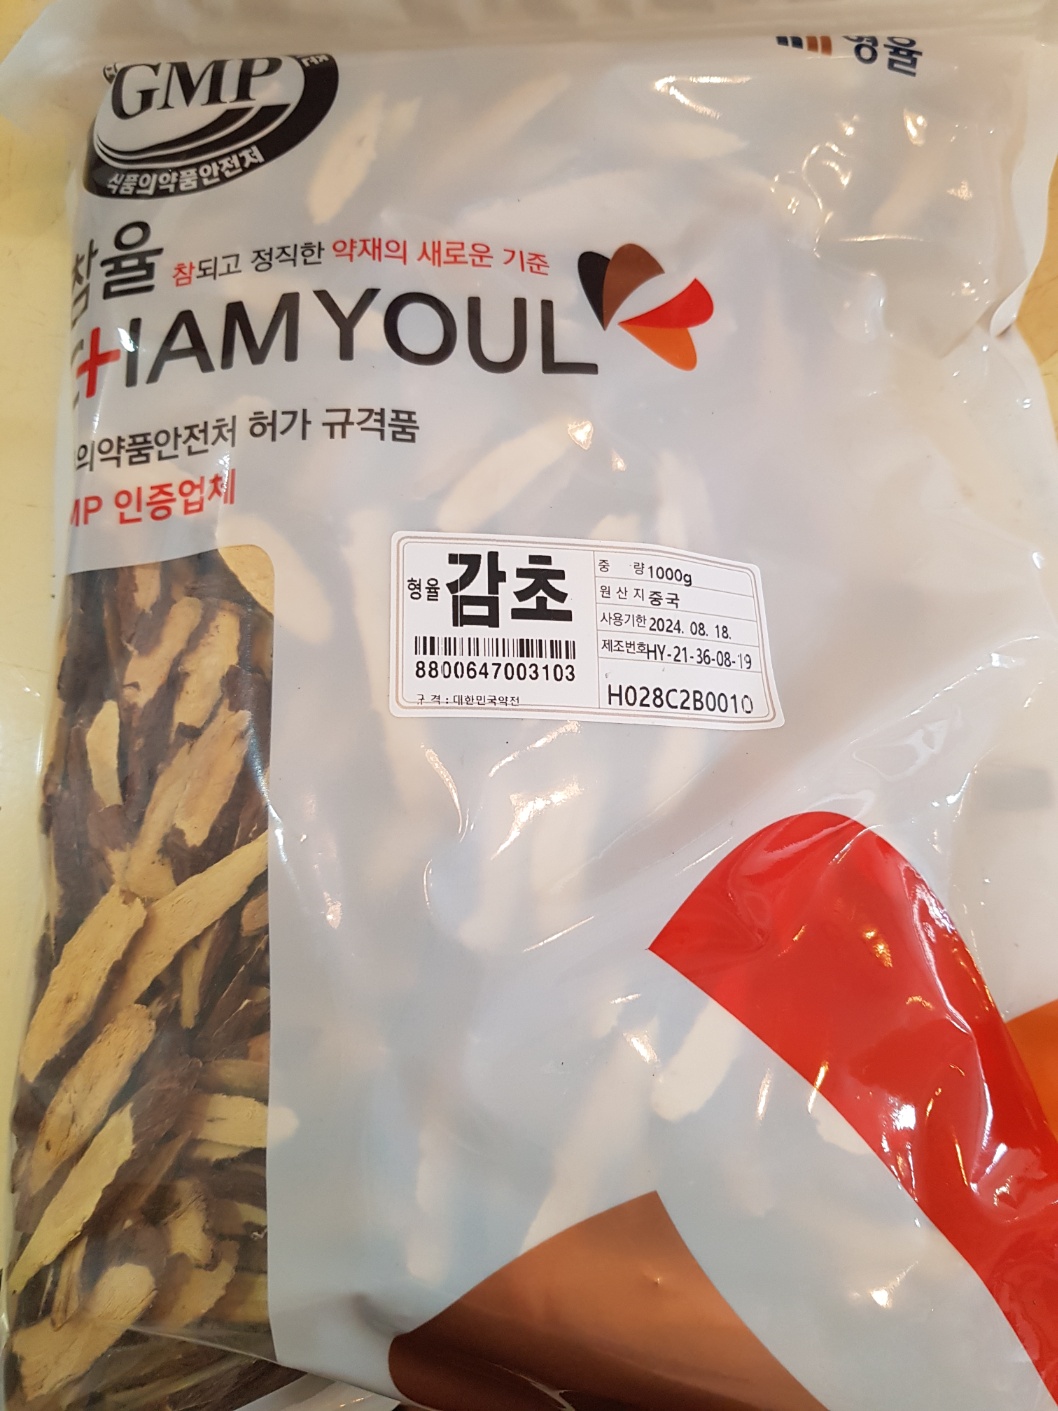 형율
GMP
식품의약품안전처
참율
참되고 정직한 약재의 새로운 기준
CHAMYOUL
의약품안전처 허가 규격품
MP 인증업체
형율 감초
8800647003103
규 격 : 대한민국약전
중 량 1000g
원 산 지 중국
사용기한 2024. 08. 18.
제조번호 HY-21-36-08-19
H028C2B0010